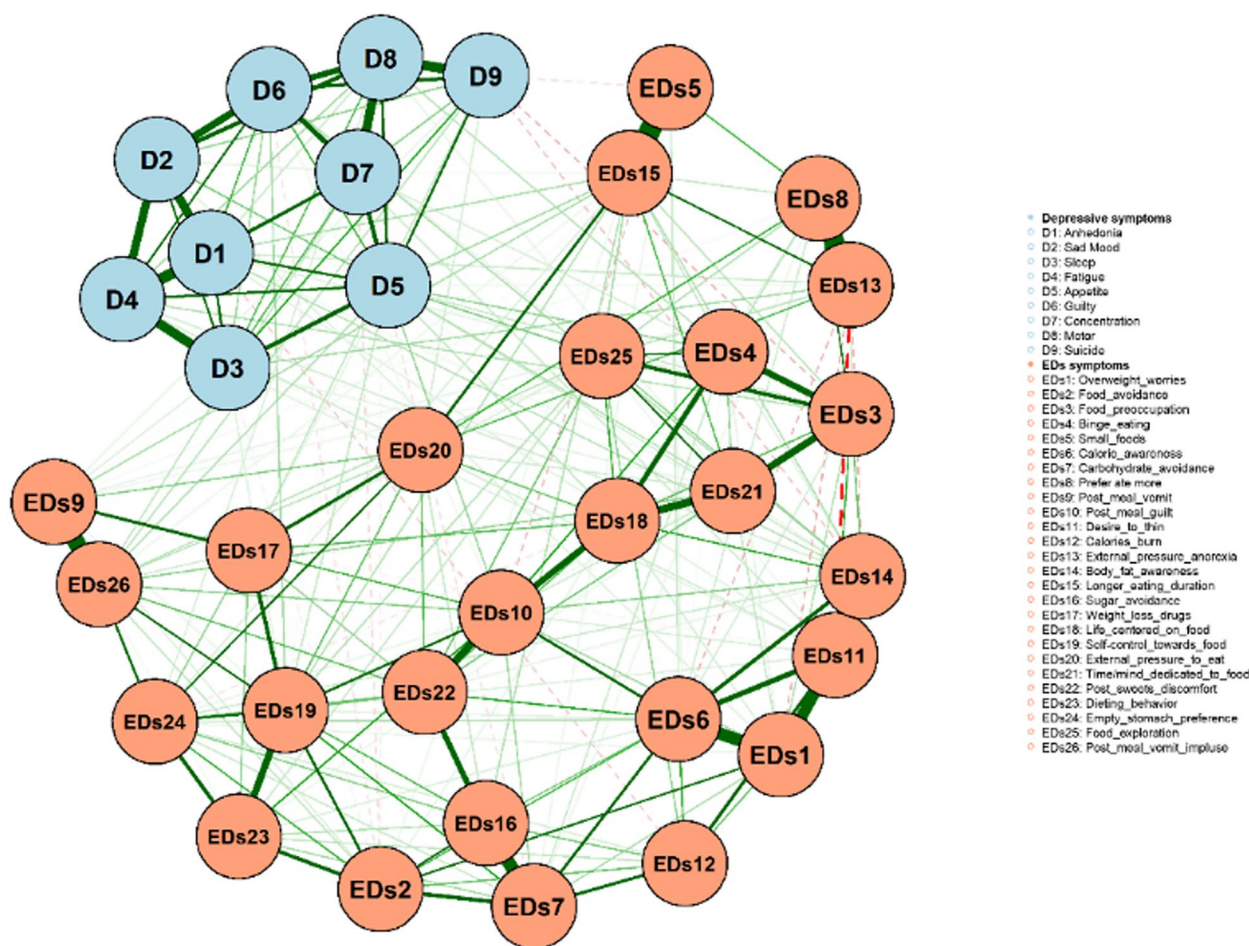 D8
D9
D6
EDs5
D2
D7
EDs15
EDs8
D1
D5
EDs13
D4
D3
EDs25
EDs4
EDs3
EDs20
EDs21
EDs9
EDs18
EDs17
EDs26
EDs14
EDs10
EDs11
EDs22
EDs19
EDs24
EDs6
EDs1
EDs16
EDs23
EDs12
EDs2
EDs7
Depressive symptoms
D1: Anhedonia
D2: Sad Mood
D3: Sleep
D4: Fatigue
D5: Appetite
D6: Guilty
D7: Concentration
D8: Motor
D9: Suicide
EDs symptoms
EDs1: Overweight_worries
EDs2: Food_avoidance
EDs3: Food_preoccupation
EDs4: Binge_eating
EDs5: Small_foods
EDs6: Caloric_awareness
EDs7: Carbohydrate_avoidance
EDs8: Prefer ate more
EDs9: Post_meal_vomit
EDs10: Post_meal_guilt
EDs11: Desire_to_thin
EDs12: Calories_burn
EDs13: External_pressure_anorexia
EDs14: Body_fat_awareness
EDs15: Longer_eating_duration
EDs16: Sugar_avoidance
EDs17: Weight_loss_drugs
EDs18: Life_centered_on_food
EDs19: Self-control_towards_food
EDs20: External_pressure_to_eat
EDs21: Time/mind_dedicated_to_food
EDs22: Post_sweets_discomfort
EDs23: Dieting_behavior
EDs24: Empty_stomach_preference
EDs25: Food_exploration
EDs26: Post_meal_vomit_impluse